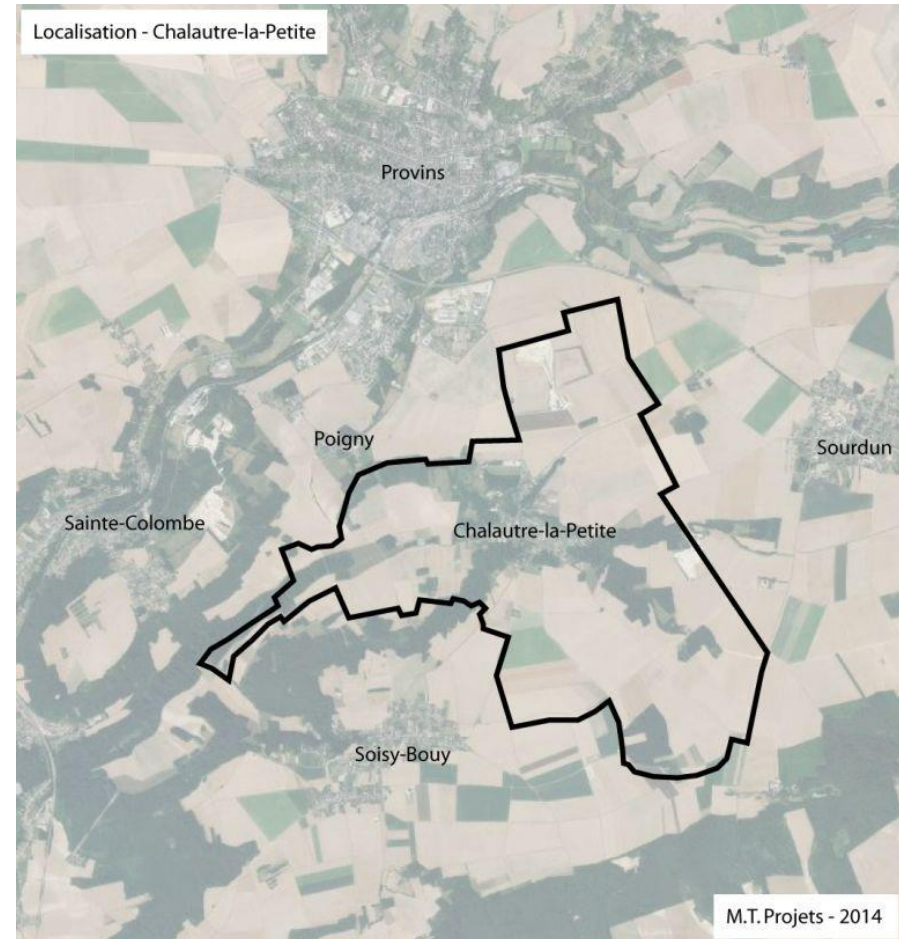 Localisation - Chalautre-la-Petite
Provins
Poigny
Sourdun
Sainte-Colombe
Chalautre-la-Petite
Soisy-Bouy
M.T. Projets - 2014